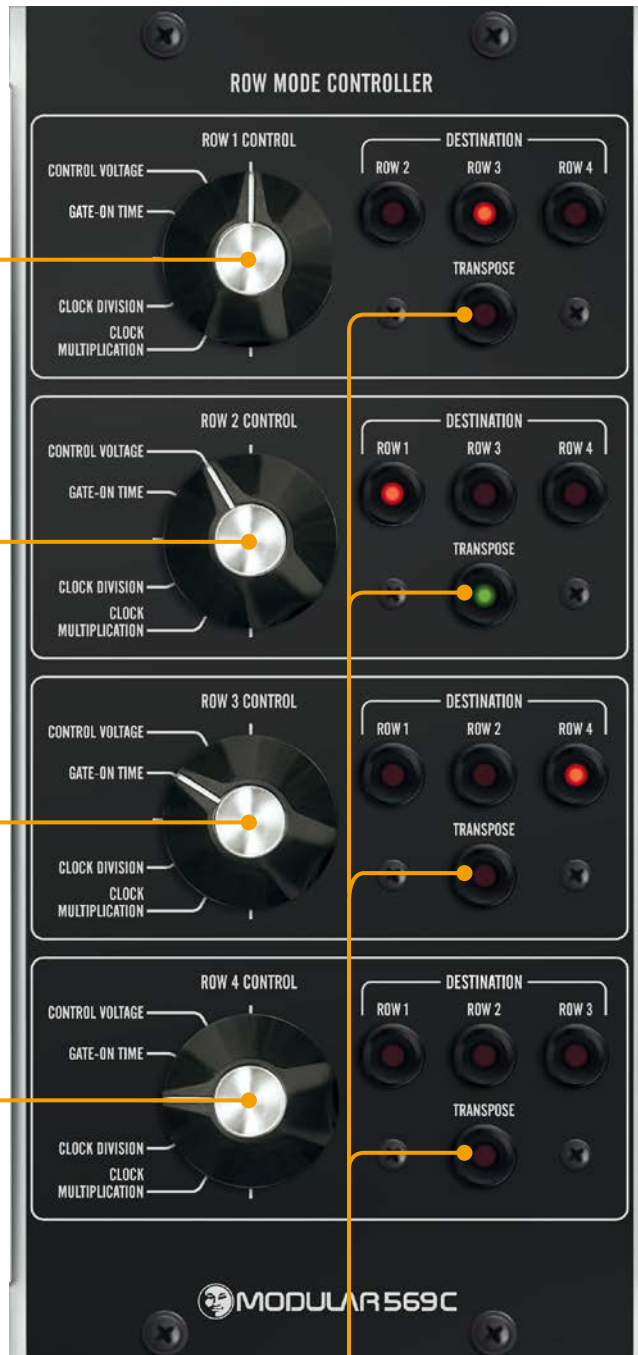 ROW MODE CONTROLLER
ROW 1 CONTROL
CONTROL VOLTAGE
GATE-ON TIME
CLOCK DIVISION
CLOCK
MULTIPLICATION
DESTINATION
ROW 2 ROW 3 ROW 4
TRANSPOSE
ROW 2 CONTROL
CONTROL VOLTAGE
GATE-ON TIME
CLOCK DIVISION
CLOCK
MULTIPLICATION
DESTINATION
ROW 1 ROW 3 ROW 4
TRANSPOSE
ROW 3 CONTROL
CONTROL VOLTAGE
GATE-ON TIME
CLOCK DIVISION
CLOCK
MULTIPLICATION
DESTINATION
ROW 1 ROW 2 ROW 4
TRANSPOSE
ROW 4 CONTROL
CONTROL VOLTAGE
GATE-ON TIME
CLOCK DIVISION
CLOCK
MULTIPLICATION
DESTINATION
ROW 1 ROW 2 ROW 3
TRANSPOSE
MODULAR 569C